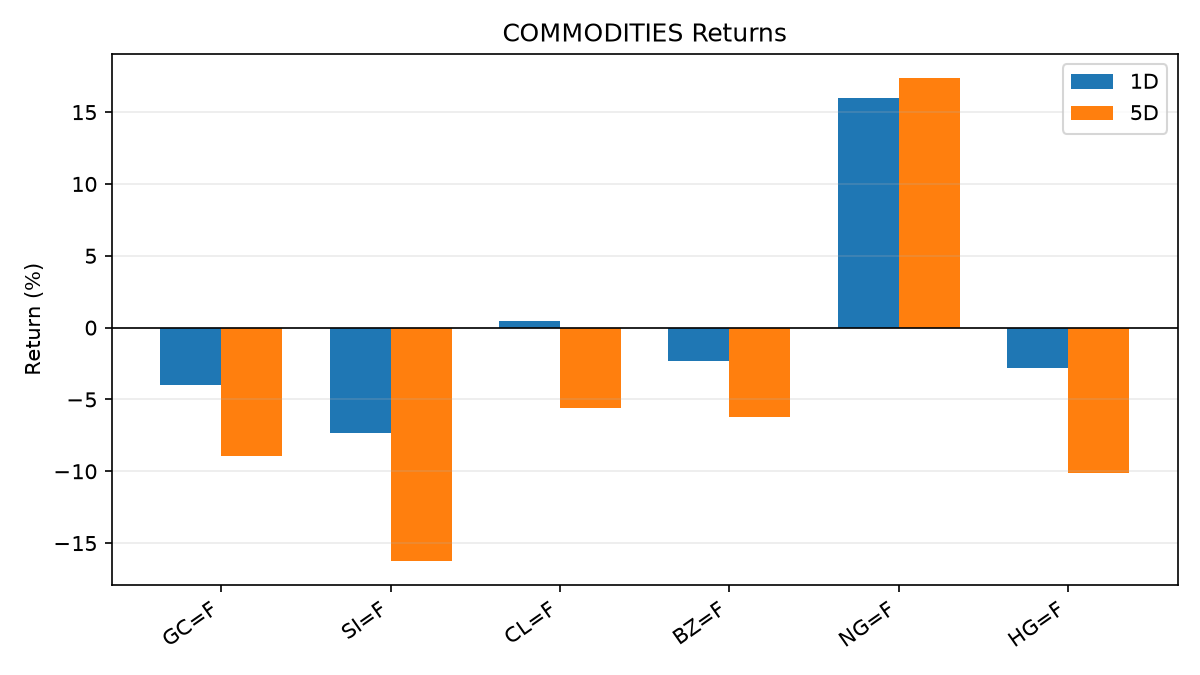 COMMODITIES Returns
1D
5D
Return (%)
15
10
5
0
−5
−10
−15
GC=F
SI=F
CL=F
BZ=F
NG=F
HG=F